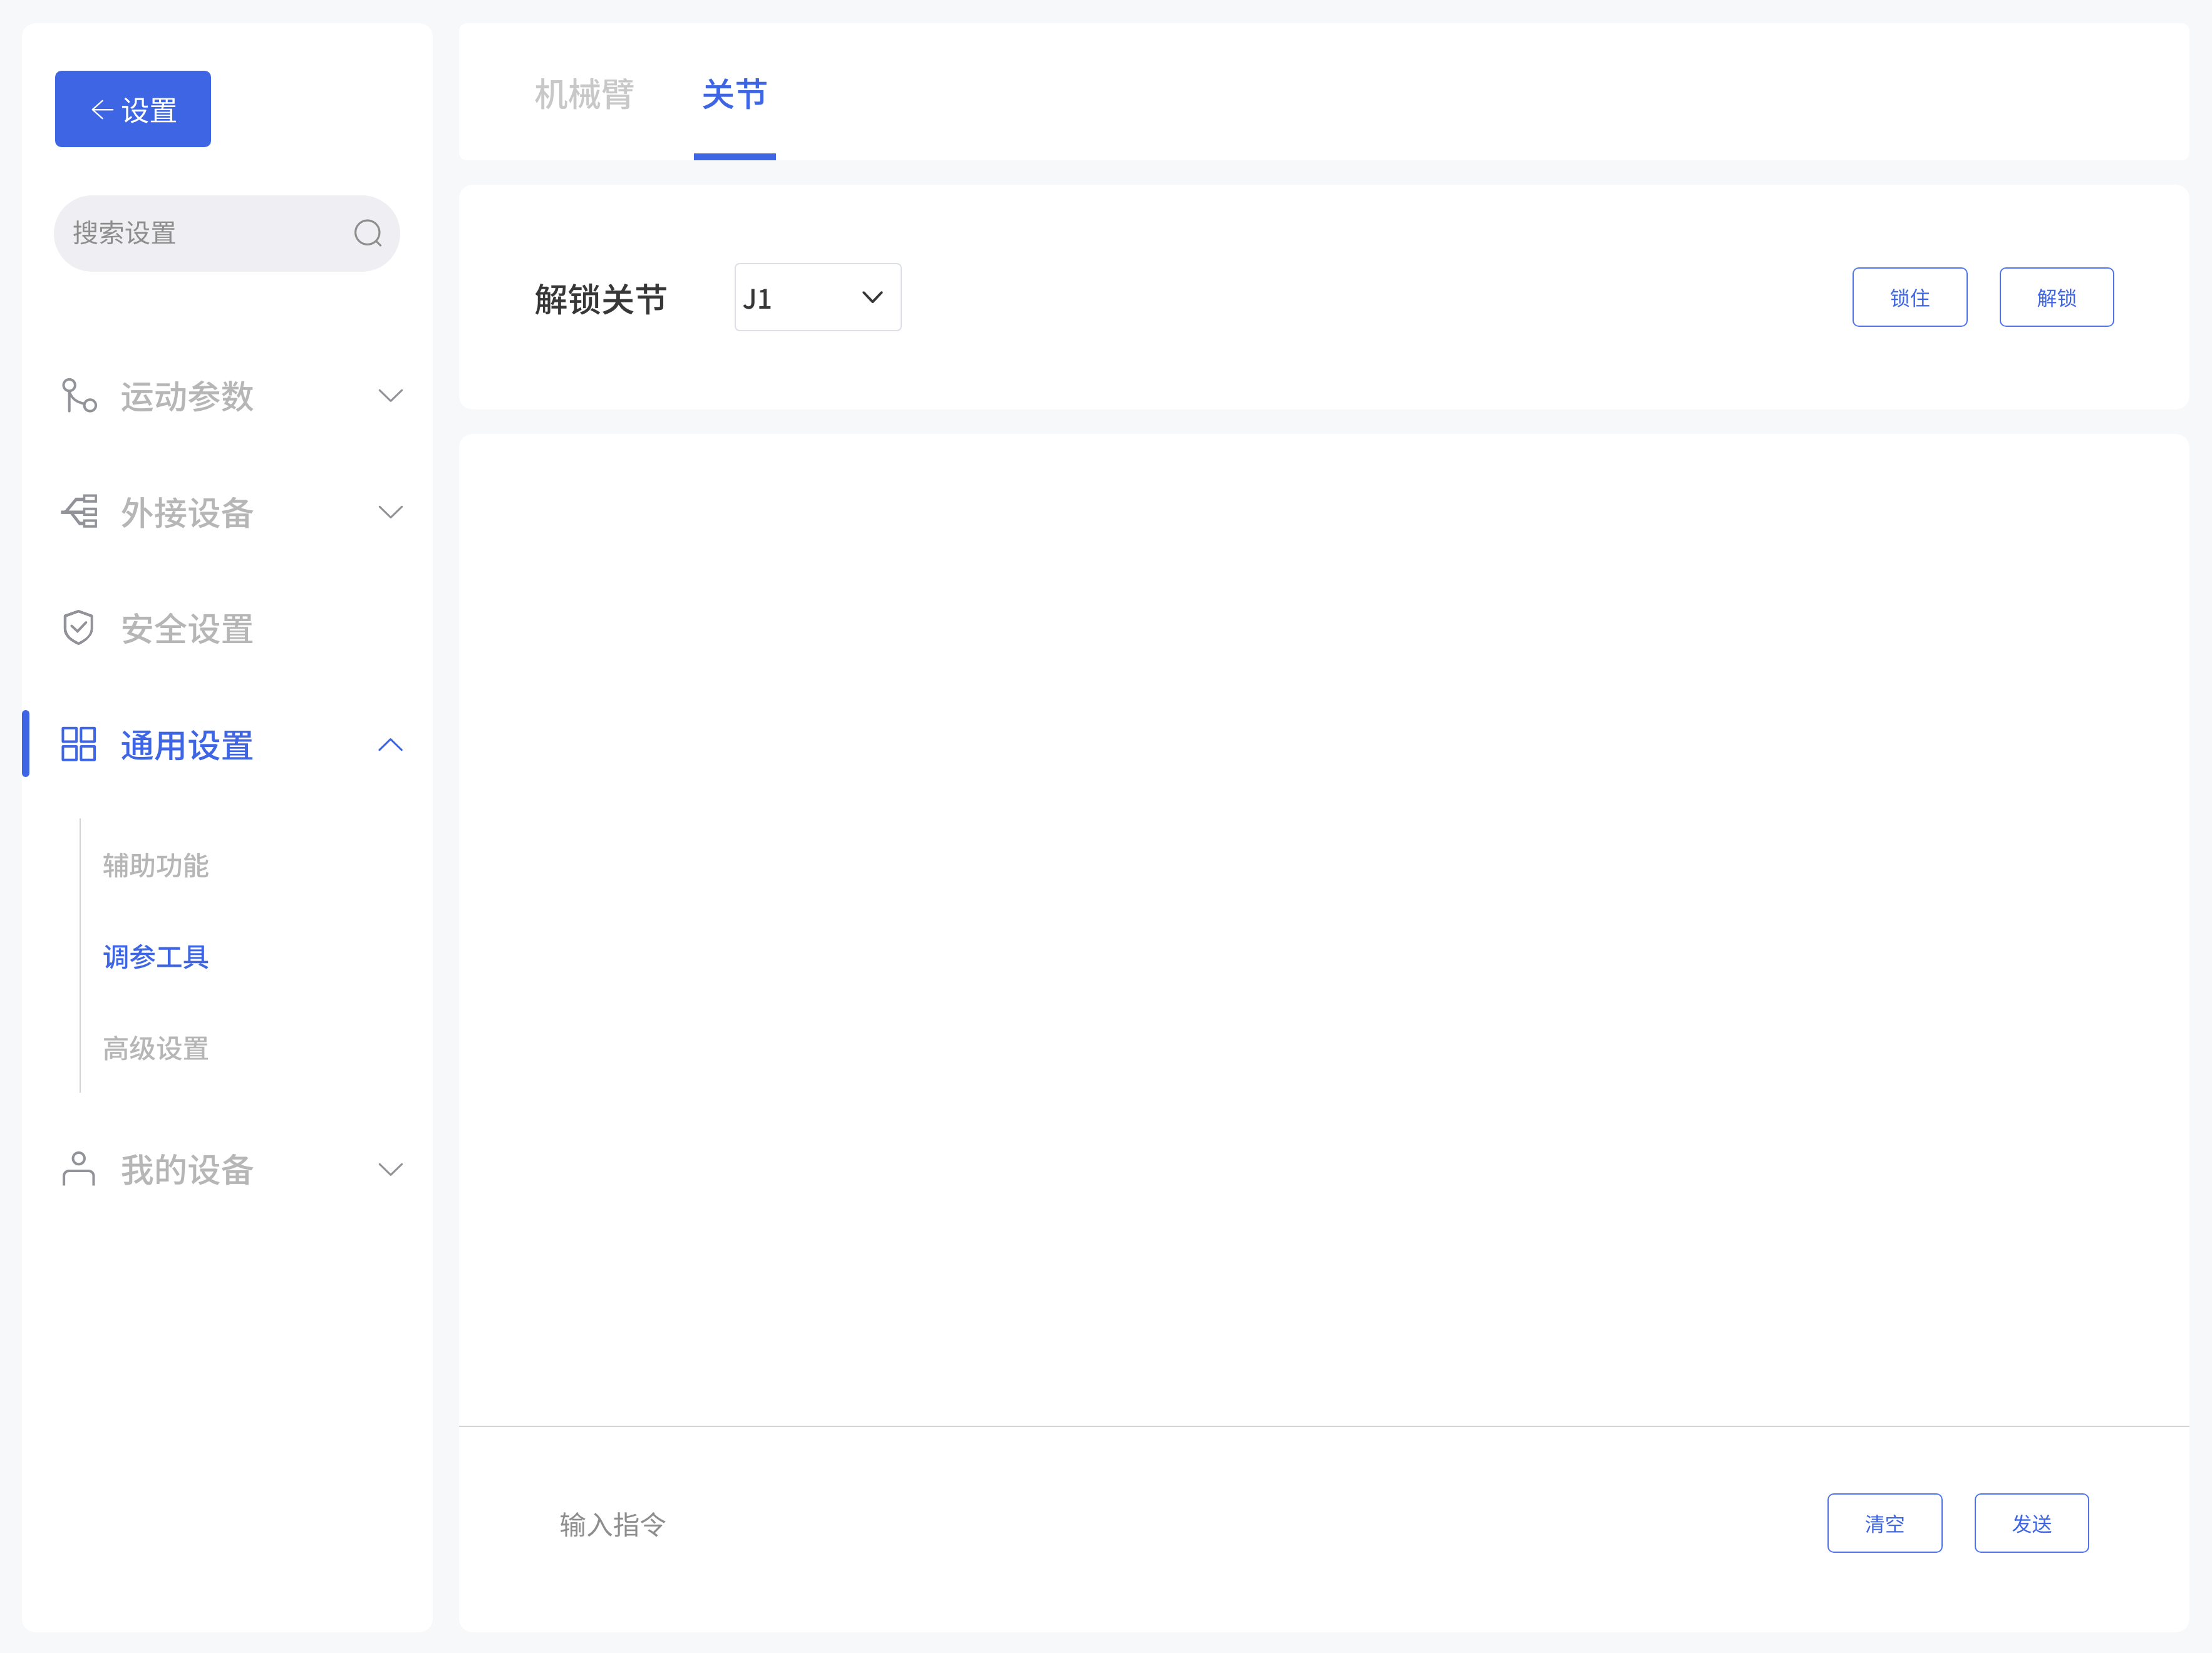 设置
搜索设置
运动参数
外接设备
安全设置
通用设置
辅助功能
调参工具
高级设置
我的设备
机械臂
关节
解锁关节
J1
锁住
解锁
输入指令
清空
发送